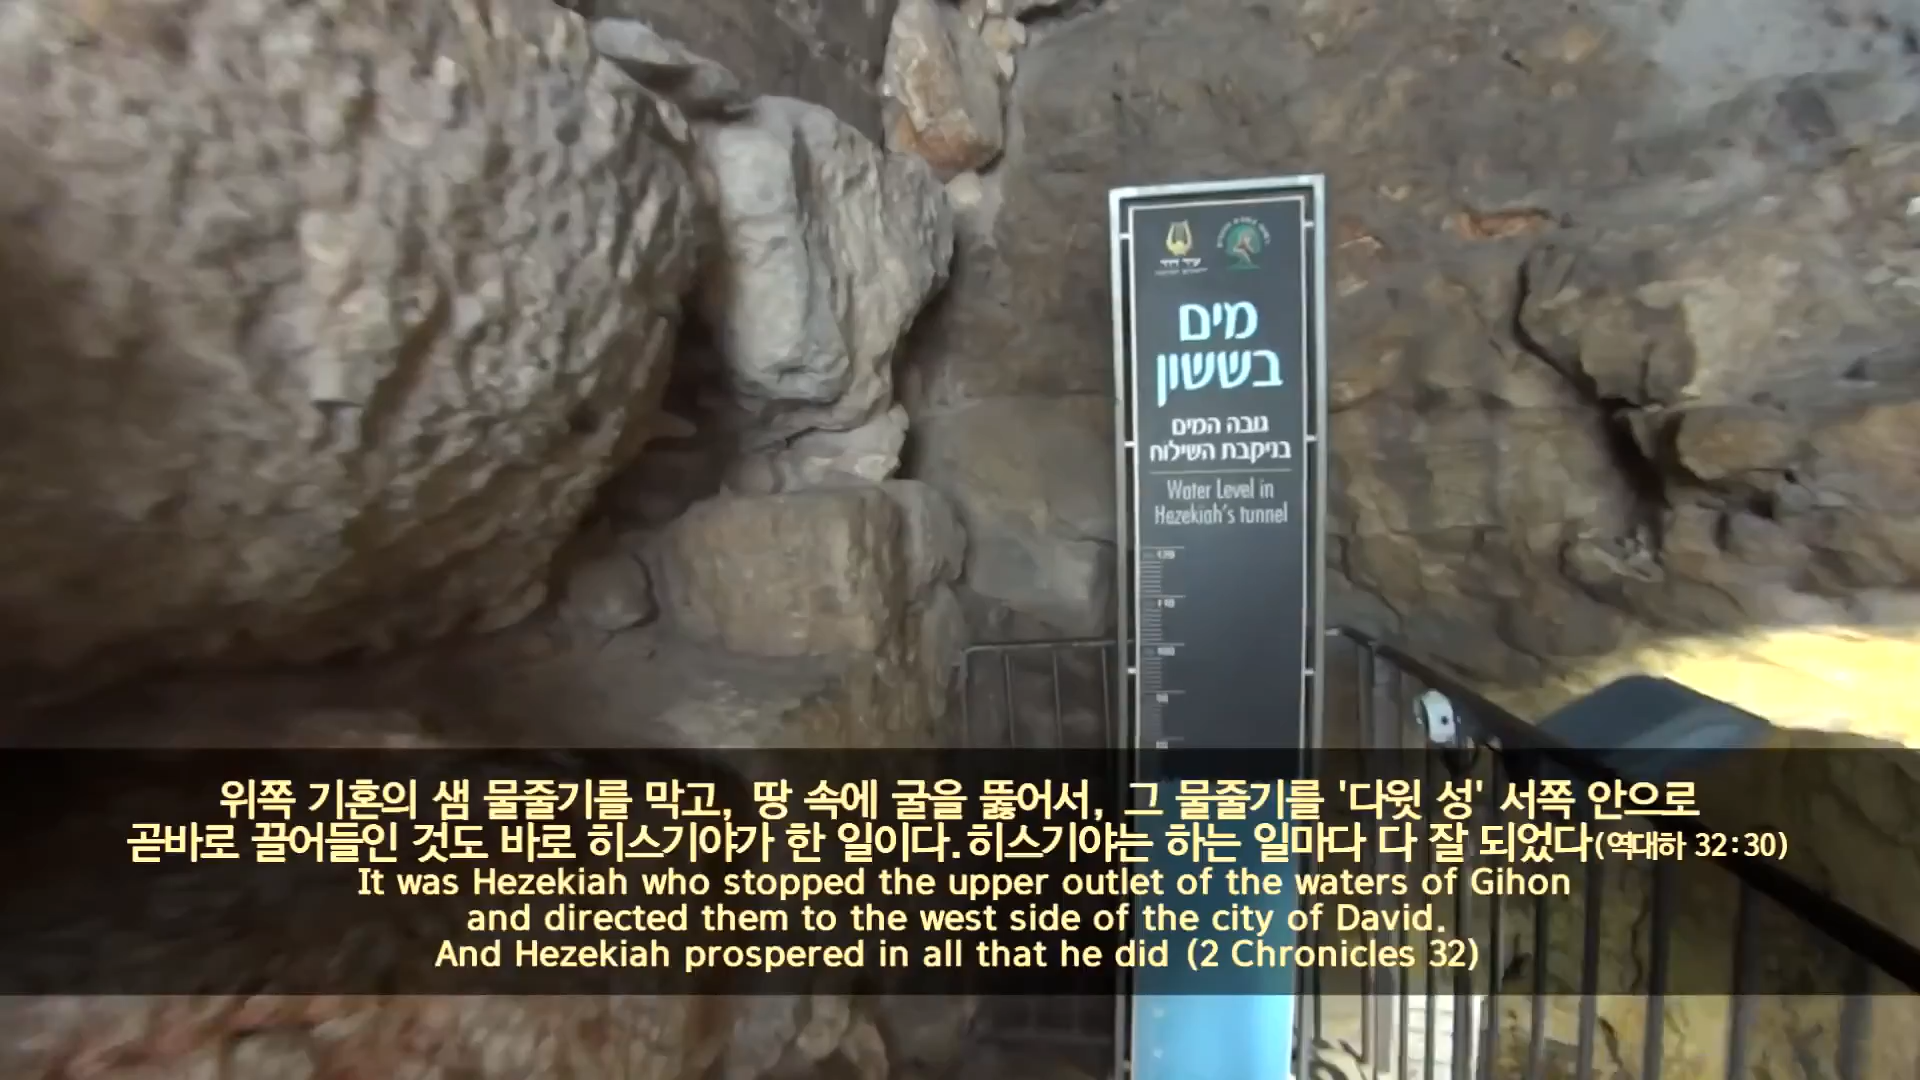 עיר דוד
מים
בששון
גובה המים
בניקבת השילוח
Water Level in
Hezekiah's tunnel
120
110
100
90
위쪽 기혼의 샘 물줄기를 막고, 땅 속에 굴을 뚫어서, 그 물줄기를 '다윗 성' 서쪽 안으로
곧바로 끌어들인 것도 바로 히스기야가 한 일이다.히스기야는 하는 일마다 다 잘 되었다(역대하 32:30)
It was Hezekiah who stopped the upper outlet of the waters of Gihon
and directed them to the west side of the city of David.
And Hezekiah prospered in all that he did (2 Chronicles 32)